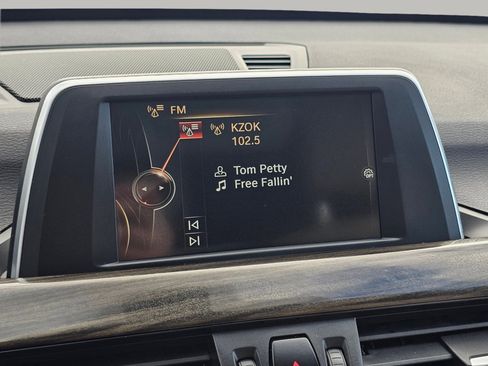 FM
KZOK
102.5
Tom Petty
Free Fallin'